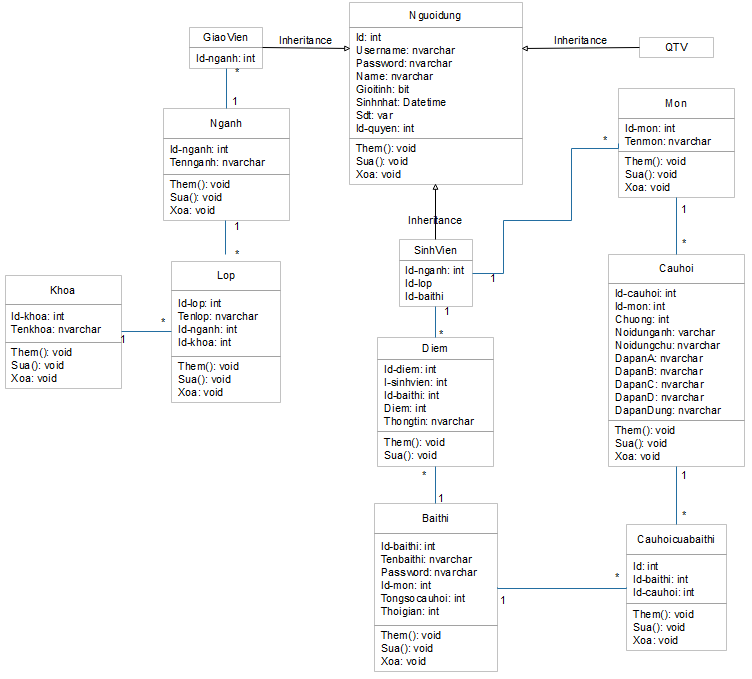 Nguoidung
Id: int
Username: nvarchar
Password: nvarchar
Name: nvarchar
Gioitinh: bit
Sinhnhat: Datetime
Sdt: var
Id-quyen: int
Them(): void
Sua(): void
Xoa: void
GiaoVien
Id-nganh: int
Inheritance
Inheritance
QTV
*
1
Nganh
Id-nganh: int
Tennganh: nvarchar
Them(): void
Sua(): void
Xoa: void
1
*
Mon
Id-mon: int
Tenmon: nvarchar
Them(): void
Sua(): void
Xoa: void
*
1
*
Inheritance
SinhVien
Id-nganh: int
Id-lop
Id-baithi
1
1
*
Khoa
Id-khoa: int
Tenkhoa: nvarchar
Them(): void
Sua(): void
Xoa: void
1
*
Lop
Id-lop: int
Tenlop: nvarchar
Id-nganh: int
Id-khoa: int
Them(): void
Sua(): void
Xoa: void
Cauhoi
Id-cauhoi: int
Id-mon: int
Chuong: int
Noidunganh: varchar
Noidungchu: nvarchar
DapanA: nvarchar
DapanB: nvarchar
DapanC: nvarchar
DapanD: nvarchar
DapanDung: nvarchar
Them(): void
Sua(): void
Xoa: void
1
*
Diem
Id-diem: int
I-sinhvien: int
Id-baithi: int
Diem: int
Thongtin: nvarchar
Them(): void
Sua(): void
*
1
Baithi
Id-baithi: int
Tenbaithi: nvarchar
Password: nvarchar
Id-mon: int
Tongsocauhoi: int
Thoigian: int
Them(): void
Sua(): void
Xoa: void
1
*
Cauhoicuabaithi
Id: int
Id-baithi: int
Id-cauhoi: int
Them(): void
Sua(): void
Xoa: void